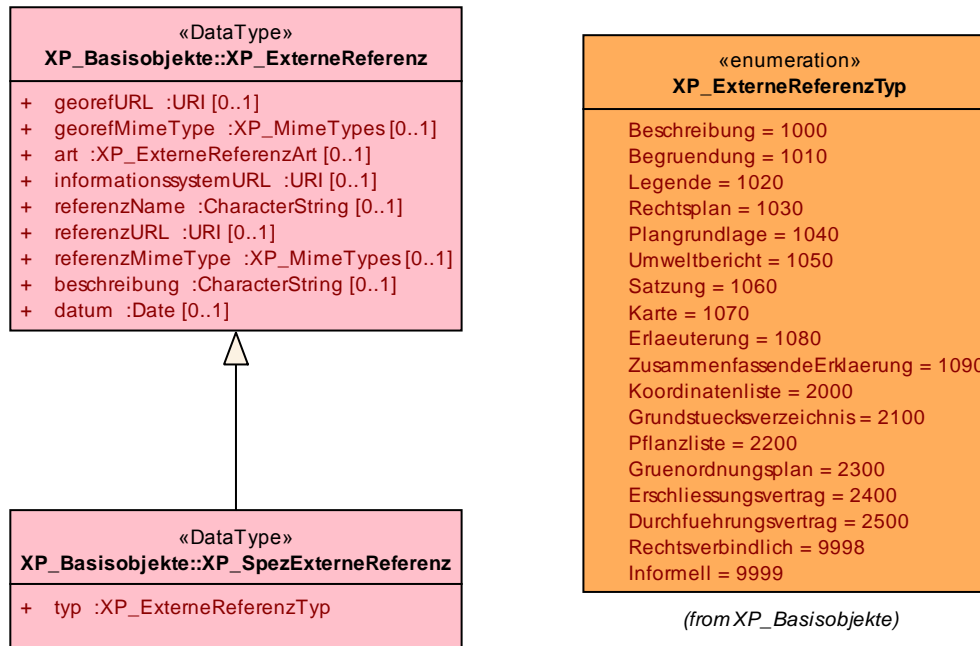 «DataType»
XP_Basisobjekte::XP_ExterneReferenz
+ georefURL :URI [0..1]
+ georefMimeType :XP_MimeTypes [0..1]
+ art :XP_ExterneReferenzArt [0..1]
+ informationssystemURL :URI [0..1]
+ referenzName :CharacterString [0..1]
+ referenzURL :URI [0..1]
+ referenzMimeType :XP_MimeTypes [0..1]
+ beschreibung :CharacterString [0..1]
+ datum :Date [0..1]
«DataType»
XP_Basisobjekte::XP_SpezExterneReferenz
+ typ :XP_ExterneReferenzTyp
«enumeration»
XP_ExterneReferenzTyp
Beschreibung = 1000
Begruendung = 1010
Legende = 1020
Rechtsplan = 1030
Plangrundlage = 1040
Umweltbericht = 1050
Satzung = 1060
Karte = 1070
Erlaeuterung = 1080
ZusammenfassendeErklaerung = 1090
Koordinatenliste = 2000
Grundstuecksverzeichnis = 2100
Pflanzliste = 2200
Gruenordnungsplan = 2300
Erschliessungsvertrag = 2400
Durchfuehrungsvertrag = 2500
Rechtsverbindlich = 9998
Informell = 9999
(from XP_Basisobjekte)